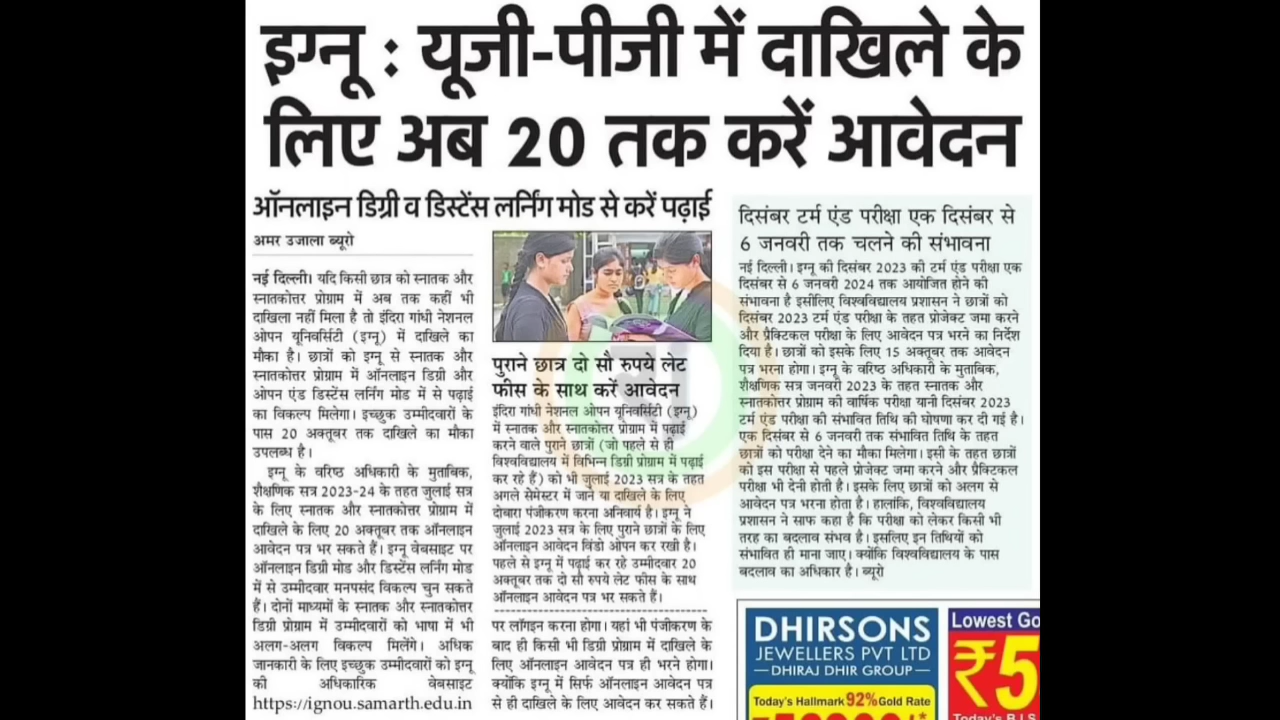 इग्नू : यूजी-पीजी में दाखिले के
लिए अब 20 तक करें आवेदन
ऑनलाइन डिग्री व डिस्टेंस लर्निंग मोड से करें पढ़ाई
अमर उजाला ब्यूरो
नई दिल्ली। यदि किसी छात्र को स्नातक और
स्नातकोत्तर प्रोग्राम में अब तक कहीं भी
दाखिला नहीं मिला है तो इंदिरा गांधी नेशनल
ओपन यूनिवर्सिटी (इग्नू) में दाखिले का
मौका है। छात्रों को इग्नू से स्नातक और
स्नातकोत्तर प्रोग्राम में ऑनलाइन डिग्री और
ओपन एंड डिस्टेंस लर्निंग मोड में से पढ़ाई
का विकल्प मिलेगा। इच्छुक उम्मीदवारों के
पास 20 अक्तूबर तक दाखिले का मौका
उपलब्ध है।
इग्नू के वरिष्ठ अधिकारी के मुताबिक,
शैक्षणिक सत्र 2023-24 के तहत जुलाई सत्र
के लिए स्नातक और स्नातकोत्तर प्रोग्राम में
दाखिले के लिए 20 अक्तूबर तक ऑनलाइन
आवेदन पत्र भर सकते हैं। इग्नू वेबसाइट पर
ऑनलाइन डिग्री मोड और डिस्टेंस लर्निंग मोड
में से उम्मीदवार मनपसंद विकल्प चुन सकते
हैं। दोनों माध्यमों के स्नातक और स्नातकोत्तर
डिग्री प्रोग्राम में उम्मीदवारों को भाषा में भी
अलग-अलग विकल्प मिलेंगे। अधिक
जानकारी के लिए इच्छुक उम्मीदवारों को इग्नू
की अधिकारिक वेबसाइट
https://ignou.samarth.edu.in
पुराने छात्र दो सौ रुपये लेट
फीस के साथ करें आवेदन
इंदिरा गांधी नेशनल ओपन यूनिवर्सिटी (इग्नू)
में स्नातक और स्नातकोत्तर प्रोग्राम में पढ़ाई
करने वाले पुराने छात्रों (जो पहले से ही
विश्वविद्यालय में विभिन्न डिग्री प्रोग्राम में पढ़ाई
कर रहे हैं) को भी जुलाई 2023 सत्र के तहत
अगले सेमेस्टर में जाने या दाखिले के लिए
दोबारा पंजीकरण करना अनिवार्य है। इग्नू ने
जुलाई 2023 सत्र के लिए पुराने छात्रों के लिए
ऑनलाइन आवेदन विंडो ओपन कर रखी है।
पहले से इग्नू में पढ़ाई कर रहे उम्मीदवार 20
अक्तूबर तक दो सौ रुपये लेट फीस के साथ
ऑनलाइन आवेदन पत्र भर सकते हैं।
पर लॉगइन करना होगा। यहां भी पंजीकरण के
बाद ही किसी भी डिग्री प्रोग्राम में दाखिले के
लिए ऑनलाइन आवेदन पत्र ही भरने होगा।
क्योंकि इग्नू में सिर्फ ऑनलाइन आवेदन पत्र
से ही दाखिले के लिए आवेदन कर सकते हैं।
दिसंबर टर्म एंड परीक्षा एक दिसंबर से
6 जनवरी तक चलने की संभावना
नई दिल्ली। इग्नू की दिसंबर 2023 की टर्म एंड परीक्षा एक
दिसंबर से 6 जनवरी 2024 तक आयोजित होने की
संभावना है इसीलिए विश्वविद्यालय प्रशासन ने छात्रों को
दिसंबर 2023 टर्म एंड परीक्षा के तहत प्रोजेक्ट जमा करने
और प्रैक्टिकल परीक्षा के लिए आवेदन पत्र भरने का निर्देश
दिया है। छात्रों को इसके लिए 15 अक्तूबर तक आवेदन
पत्र भरना होगा। इग्नू के वरिष्ठ अधिकारी के मुताबिक,
शैक्षणिक सत्र जनवरी 2023 के तहत स्नातक और
स्नातकोत्तर प्रोग्राम की वार्षिक परीक्षा यानी दिसंबर 2023
टर्म एंड परीक्षा की संभावित तिथि की घोषणा कर दी गई है।
एक दिसंबर से 6 जनवरी तक संभावित तिथि के तहत
छात्रों को परीक्षा देने का मौका मिलेगा। इसी के तहत छात्रों
को इस परीक्षा से पहले प्रोजेक्ट जमा करने और प्रैक्टिकल
परीक्षा भी देनी होती है। इसके लिए छात्रों को अलग से
आवेदन पत्र भरना होता है। हालांकि, विश्वविद्यालय
प्रशासन ने साफ कहा है कि परीक्षा को लेकर किसी भी
तरह का बदलाव संभव है। इसलिए इन तिथियों को
संभावित ही माना जाए। क्योंकि विश्वविद्यालय के पास
बदलाव का अधिकार है। ब्यूरो
DHIRSONS
JEWELLERS PVT LTD
— DHIRAJ DHIR GROUP —
Today's Hallmark 92% Gold Rate
Lowest Go
₹5
Today's B.I.S